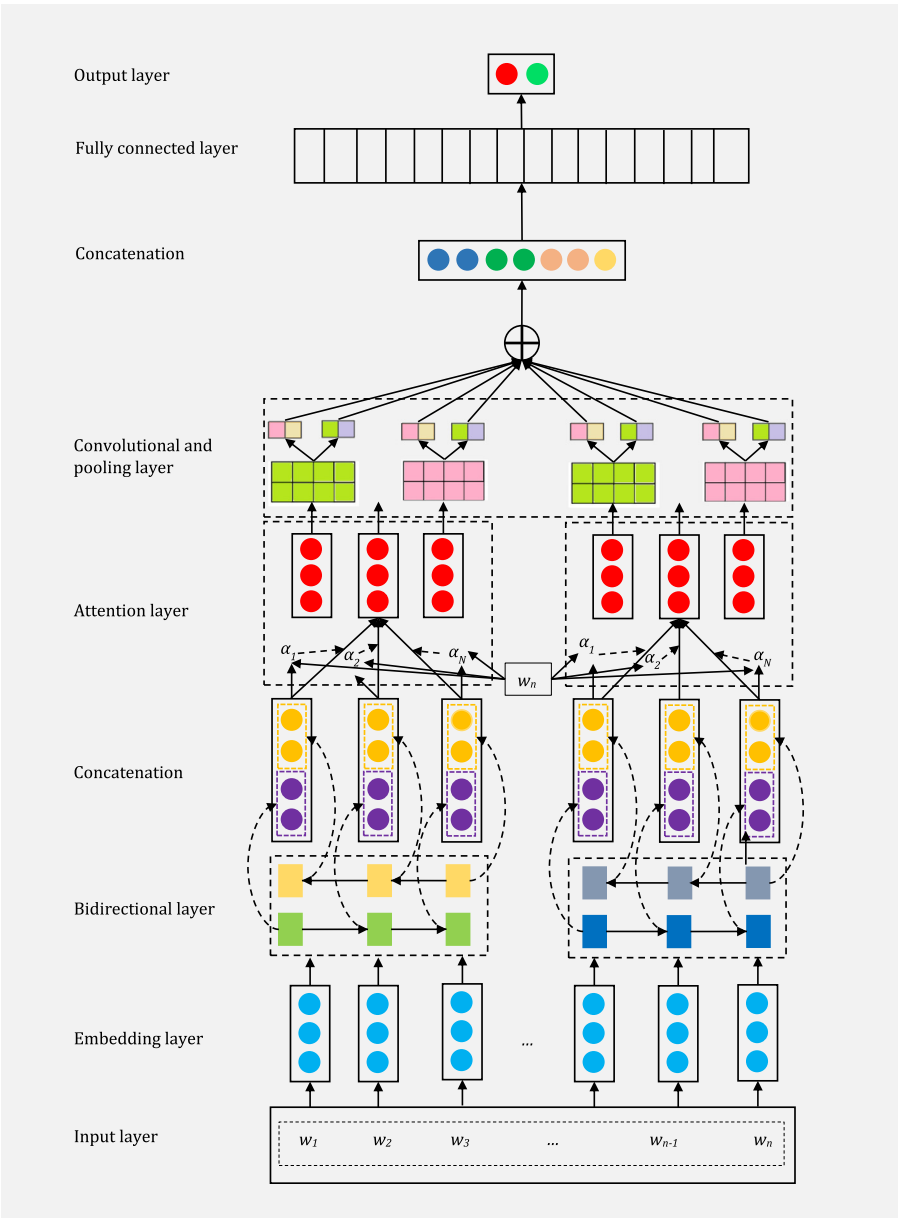 Output layer
Fully connected layer
Concatenation
Convolutional and
pooling layer
Attention layer
α1 α2 αN wn α1 α2 αN
Concatenation
Bidirectional layer
Embedding layer
...
Input layer
w1 w2 w3 ... wn-1 wn